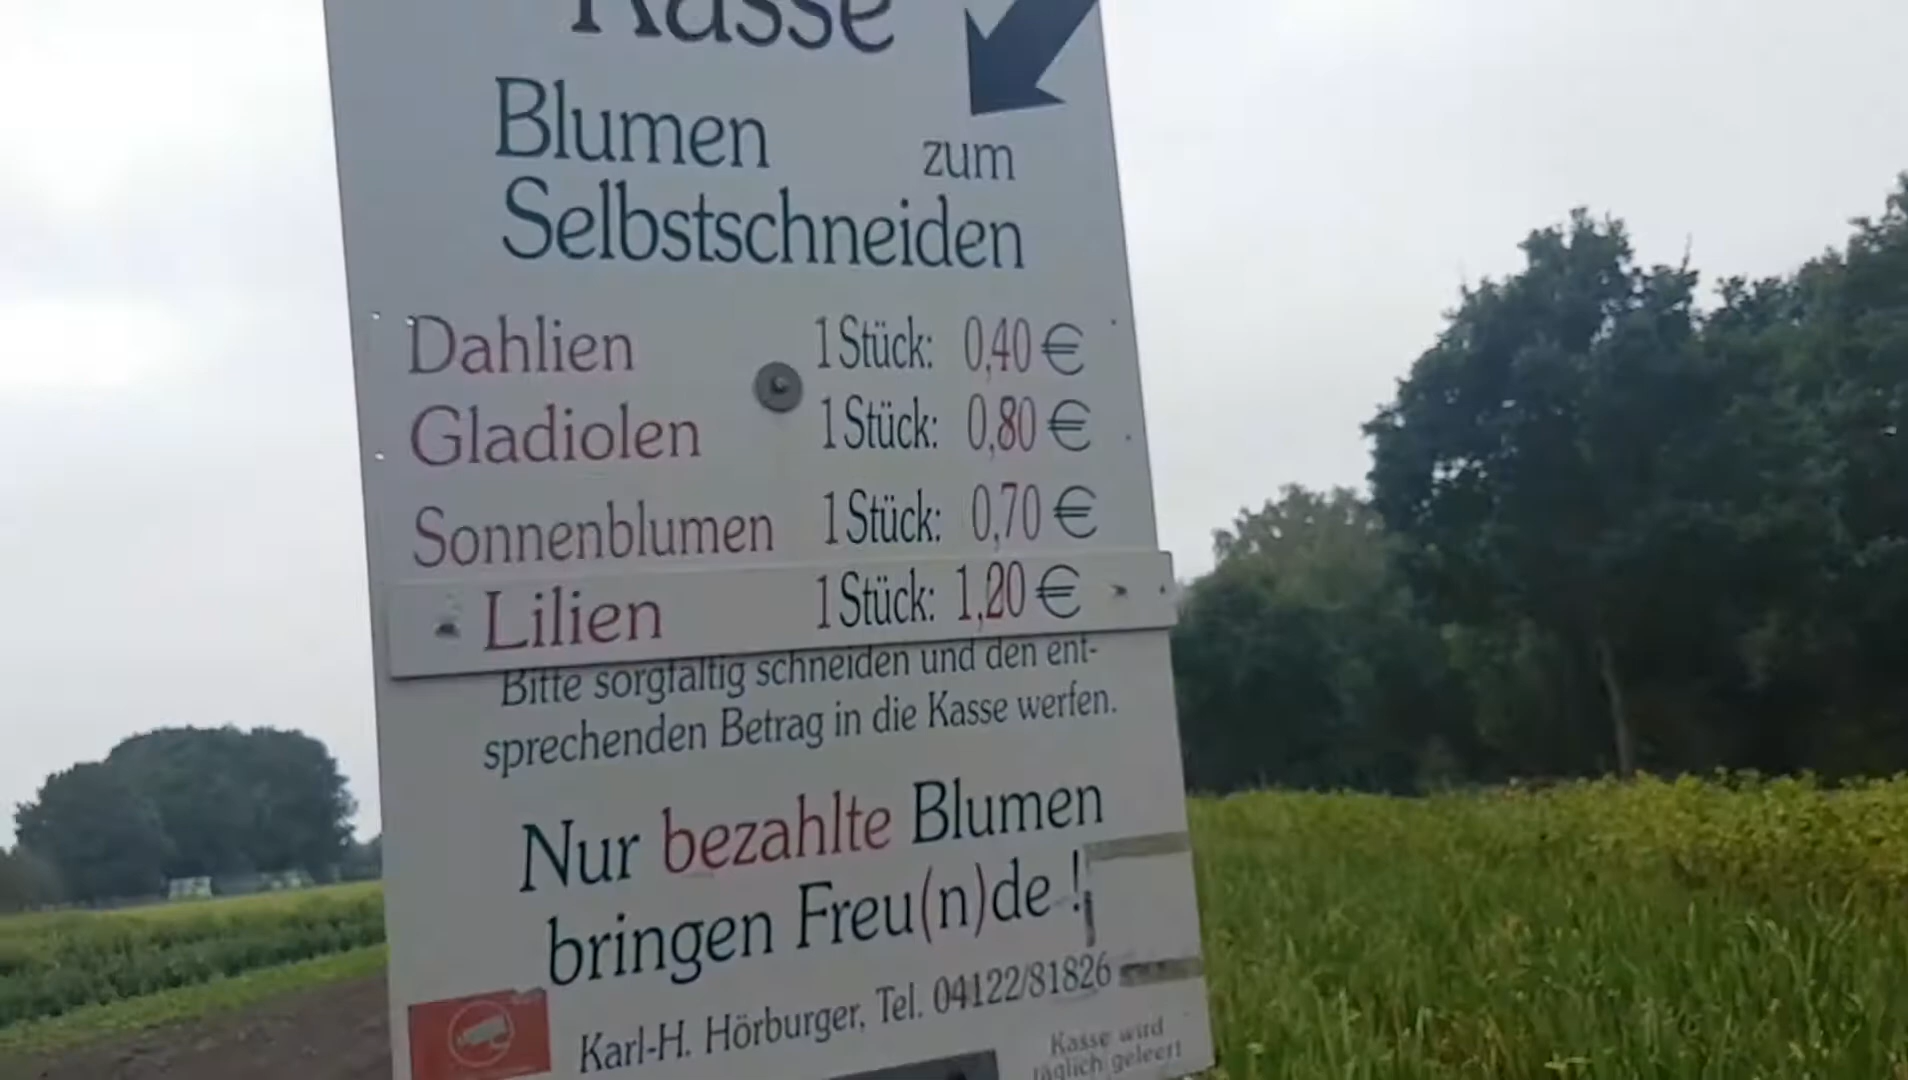 Kasse
Blumen zum
Selbstschneiden
Dahlien 1 Stück: 0,40 €
Gladiolen 1 Stück: 0,80 €
Sonnenblumen 1 Stück: 0,70 €
Lilien 1 Stück: 1,20 €
Bitte sorgfältig schneiden und den ent-
sprechenden Betrag in die Kasse werfen.
Nur bezahlte Blumen
bringen Freu(n)de !
Karl-H. Hörburger, Tel. 04122/81826
Kasse wird
täglich geleert